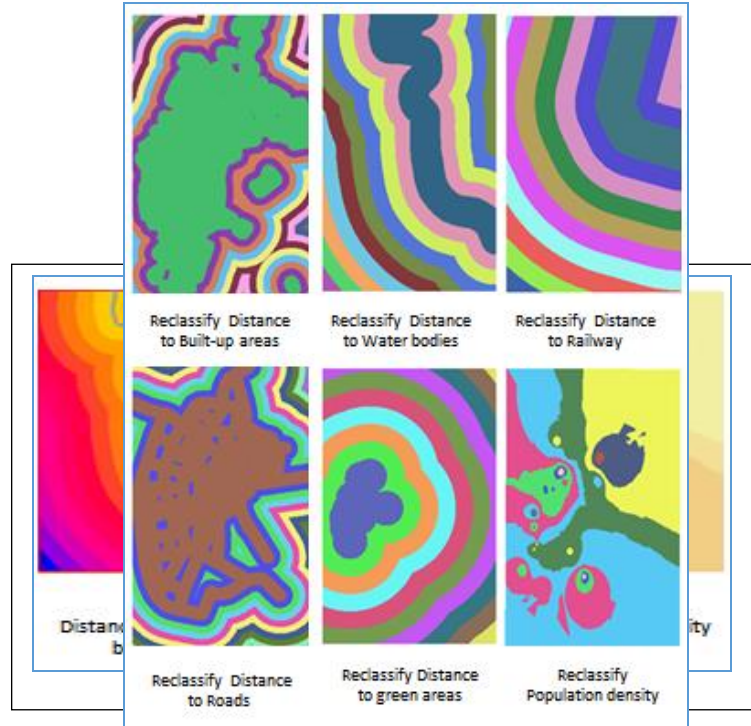 Reclassify Distance
to Built-up areas
Reclassify Distance
to Water bodies
Reclassify Distance
to Railway
Reclassify Distance
to Roads
Reclassify Distance
to green areas
Reclassify
Population density